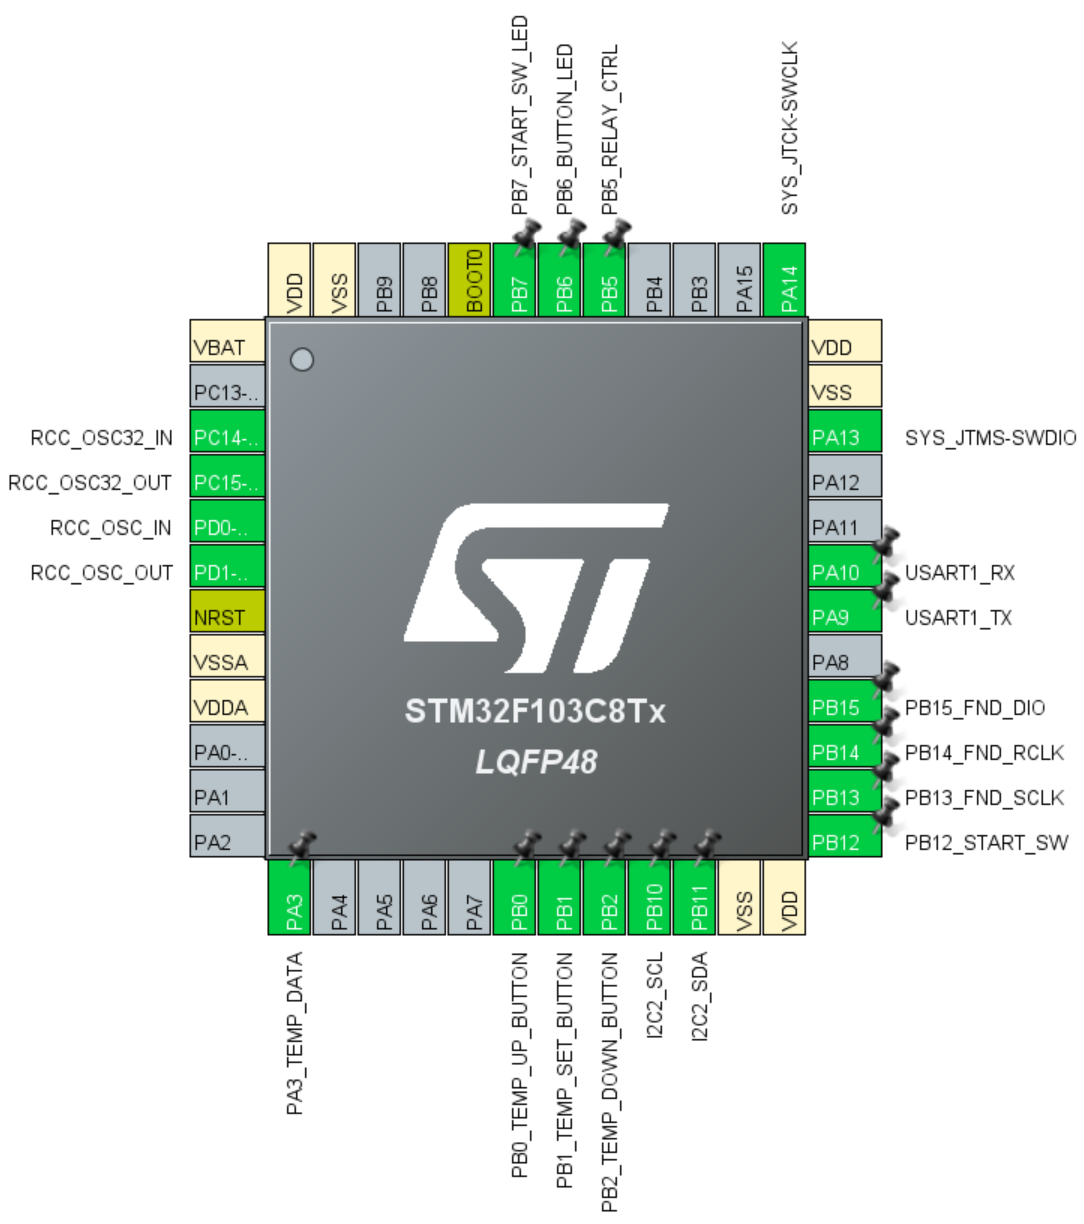 PB7_START_SW_LED
PB6_BUTTON_LED
PB5_RELAY_CTRL
SYS_JTCK-SWCLK
VDD
VSS
PB9
PB8
BOOT0
PB7
PB6
PB5
PB4
PB3
PA15
PA14
VBAT
PC13-..
RCC_OSC32_IN PC14-..
RCC_OSC32_OUT PC15-..
RCC_OSC_IN PD0-..
RCC_OSC_OUT PD1-..
NRST
VSSA
VDDA
PA0-..
PA1
PA2
ST
STM32F103C8Tx
LQFP48
VDD
VSS
PA13 SYS_JTMS-SWDIO
PA12
PA11
PA10 USART1_RX
PA9 USART1_TX
PA8
PB15 PB15_FND_DIO
PB14 PB14_FND_RCLK
PB13 PB13_FND_SCLK
PB12 PB12_START_SW
PA3
PA4
PA5
PA6
PA7
PB0
PB1
PB2
PB10
PB11
VSS
VDD
PA3_TEMP_DATA
PB0_TEMP_UP_BUTTON
PB1_TEMP_SET_BUTTON
PB2_TEMP_DOWN_BUTTON
I2C2_SCL
I2C2_SDA